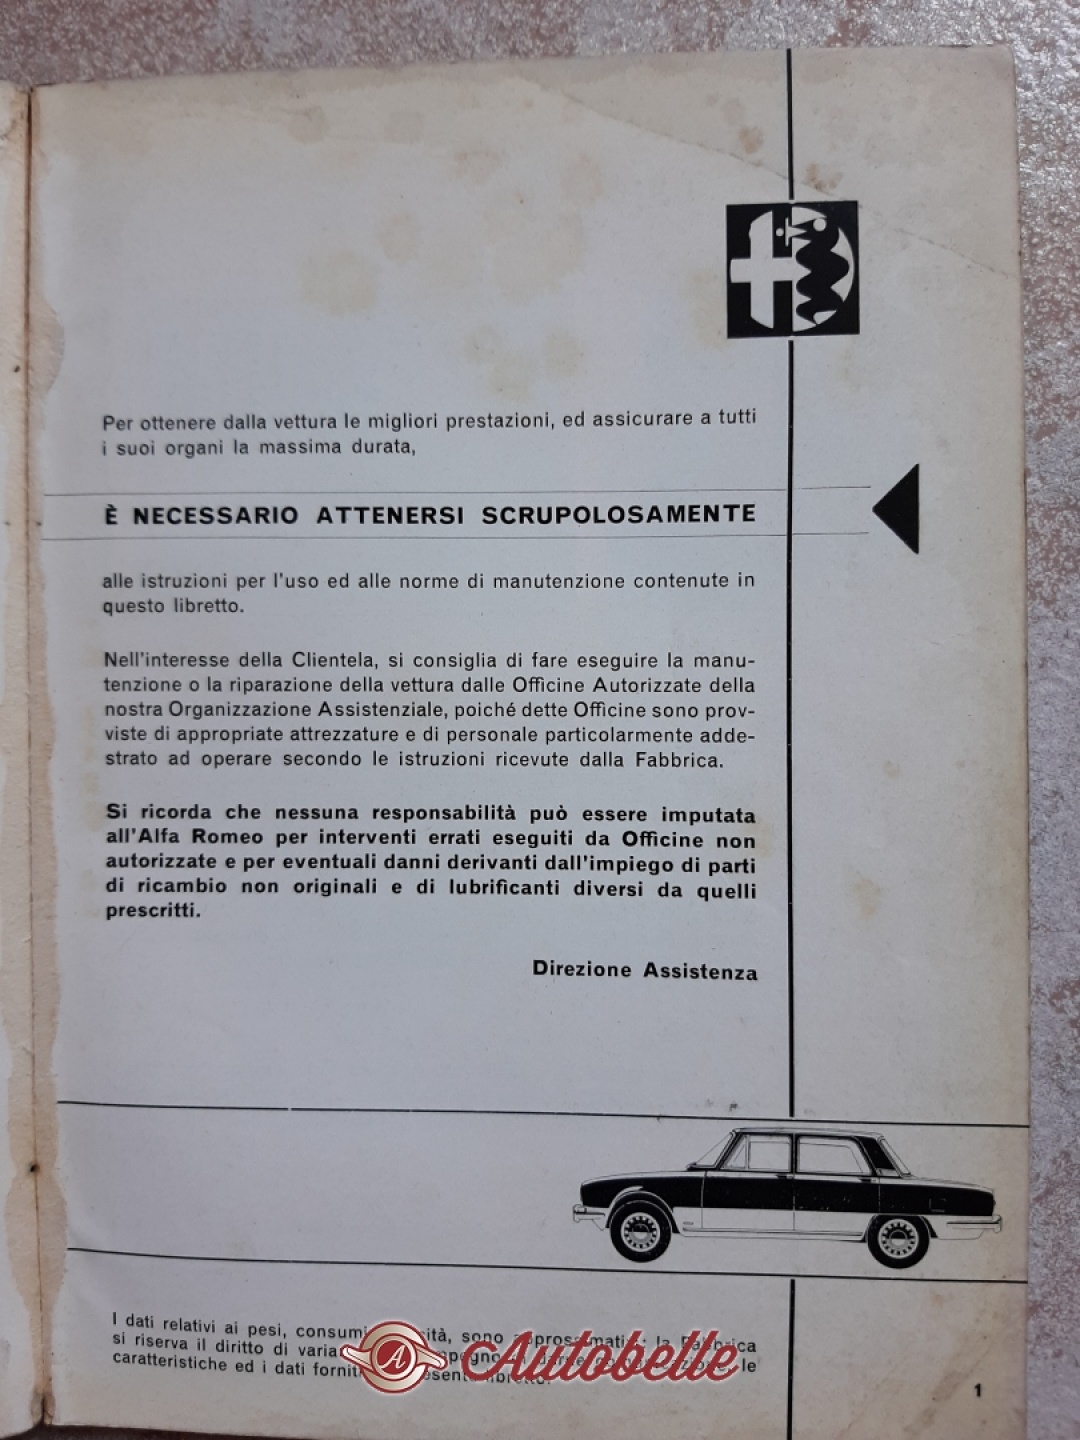 Per ottenere dalla vettura le migliori prestazioni, ed assicurare a tutti
i suoi organi la massima durata,
È NECESSARIO ATTENERSI SCRUPOLOSAMENTE
alle istruzioni per l'uso ed alle norme di manutenzione contenute in
questo libretto.
Nell'interesse della Clientela, si consiglia di fare eseguire la manu-
tenzione o la riparazione della vettura dalle Officine Autorizzate della
nostra Organizzazione Assistenziale, poiché dette Officine sono prov-
viste di appropriate attrezzature e di personale particolarmente adde-
strato ad operare secondo le istruzioni ricevute dalla Fabbrica.
Si ricorda che nessuna responsabilità può essere imputata
all'Alfa Romeo per interventi errati eseguiti da Officine non
autorizzate e per eventuali danni derivanti dall'impiego di parti
di ricambio non originali e di lubrificanti diversi da quelli
prescritti.
Direzione Assistenza
I dati relativi ai pesi, sono la Fabbrica
si riserva il diritto di le
caratteristiche ed i dati libretto.
A Autobelle
1